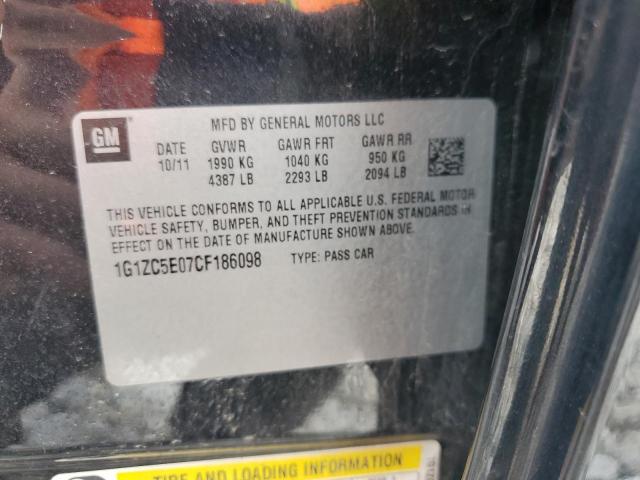 GM
MFD BY GENERAL MOTORS LLC
DATE GVWR GAWR FRT GAWR RR
10/11 1990 KG 1040 KG 950 KG
4387 LB 2293 LB 2094 LB
THIS VEHICLE CONFORMS TO ALL APPLICABLE U.S. FEDERAL MOTOR
VEHICLE SAFETY, BUMPER, AND THEFT PREVENTION STANDARDS IN
EFFECT ON THE DATE OF MANUFACTURE SHOWN ABOVE.
1G1ZC5E07CF186098 TYPE: PASS CAR
TIRE AND LOADING INFORMATION